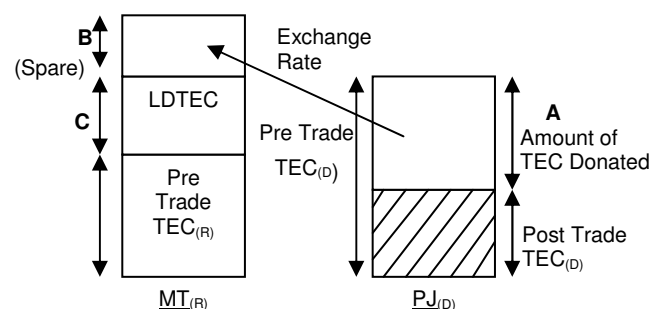 B
(Spare)
C
LDTEC
Pre
Trade
TEC(R)
MT(R)
Exchange
Rate
Pre Trade
TEC(D)
A
Amount of
TEC Donated
Post Trade
TEC(D)
PJ(D)